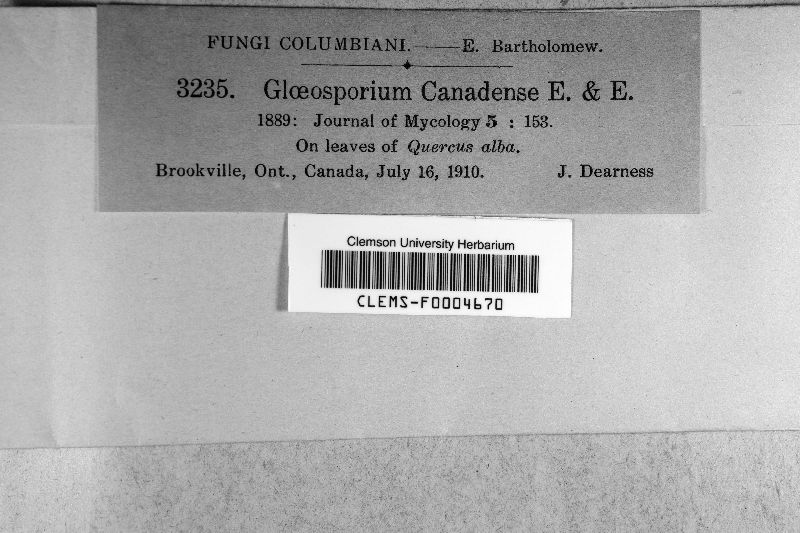 FUNGI COLUMBIANI.——E. Bartholomew.
3235. Glœosporium Canadense E. & E.
1889: Journal of Mycology 5 : 153.
On leaves of Quercus alba.
Brookville, Ont., Canada, July 16, 1910. J. Dearness
Clemson University Herbarium
CLEMS-F0004670